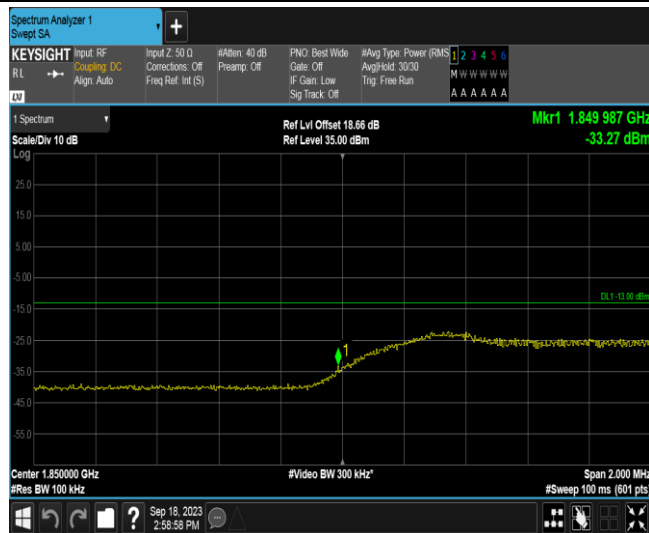 Spectrum Analyzer 1
Swept SA
KEYSIGHT
RL
Input: RF
Coupling: DC
Align: Auto
Input Z: 50 Ω
Corrections: Off
Freq Ref: Int (S)
#Atten: 40 dB
Preamp: Off
PNO: Best Wide
Gate: Off
IF Gain: Low
Sig Track: Off
#Avg Type: Power (RMS
Avg|Hold: 30/30
Trig: Free Run
1 2 3 4 5 6
M W W W W W
A A A A A A
1 Spectrum
Scale/Div 10 dB
Log
Ref Lvl Offset 18.66 dB
Ref Level 35.00 dBm
Mkr1 1.849 987 GHz
-33.27 dBm
25.0
15.0
5.00
-5.00
DL1 -13.00 dBm
-15.0
-25.0
1
-35.0
-45.0
-55.0
Center 1.850000 GHz
#Res BW 100 kHz
#Video BW 300 kHz*
Span 2.000 MHz
#Sweep 100 ms (601 pts)
?
Sep 18, 2023
2:58:58 PM